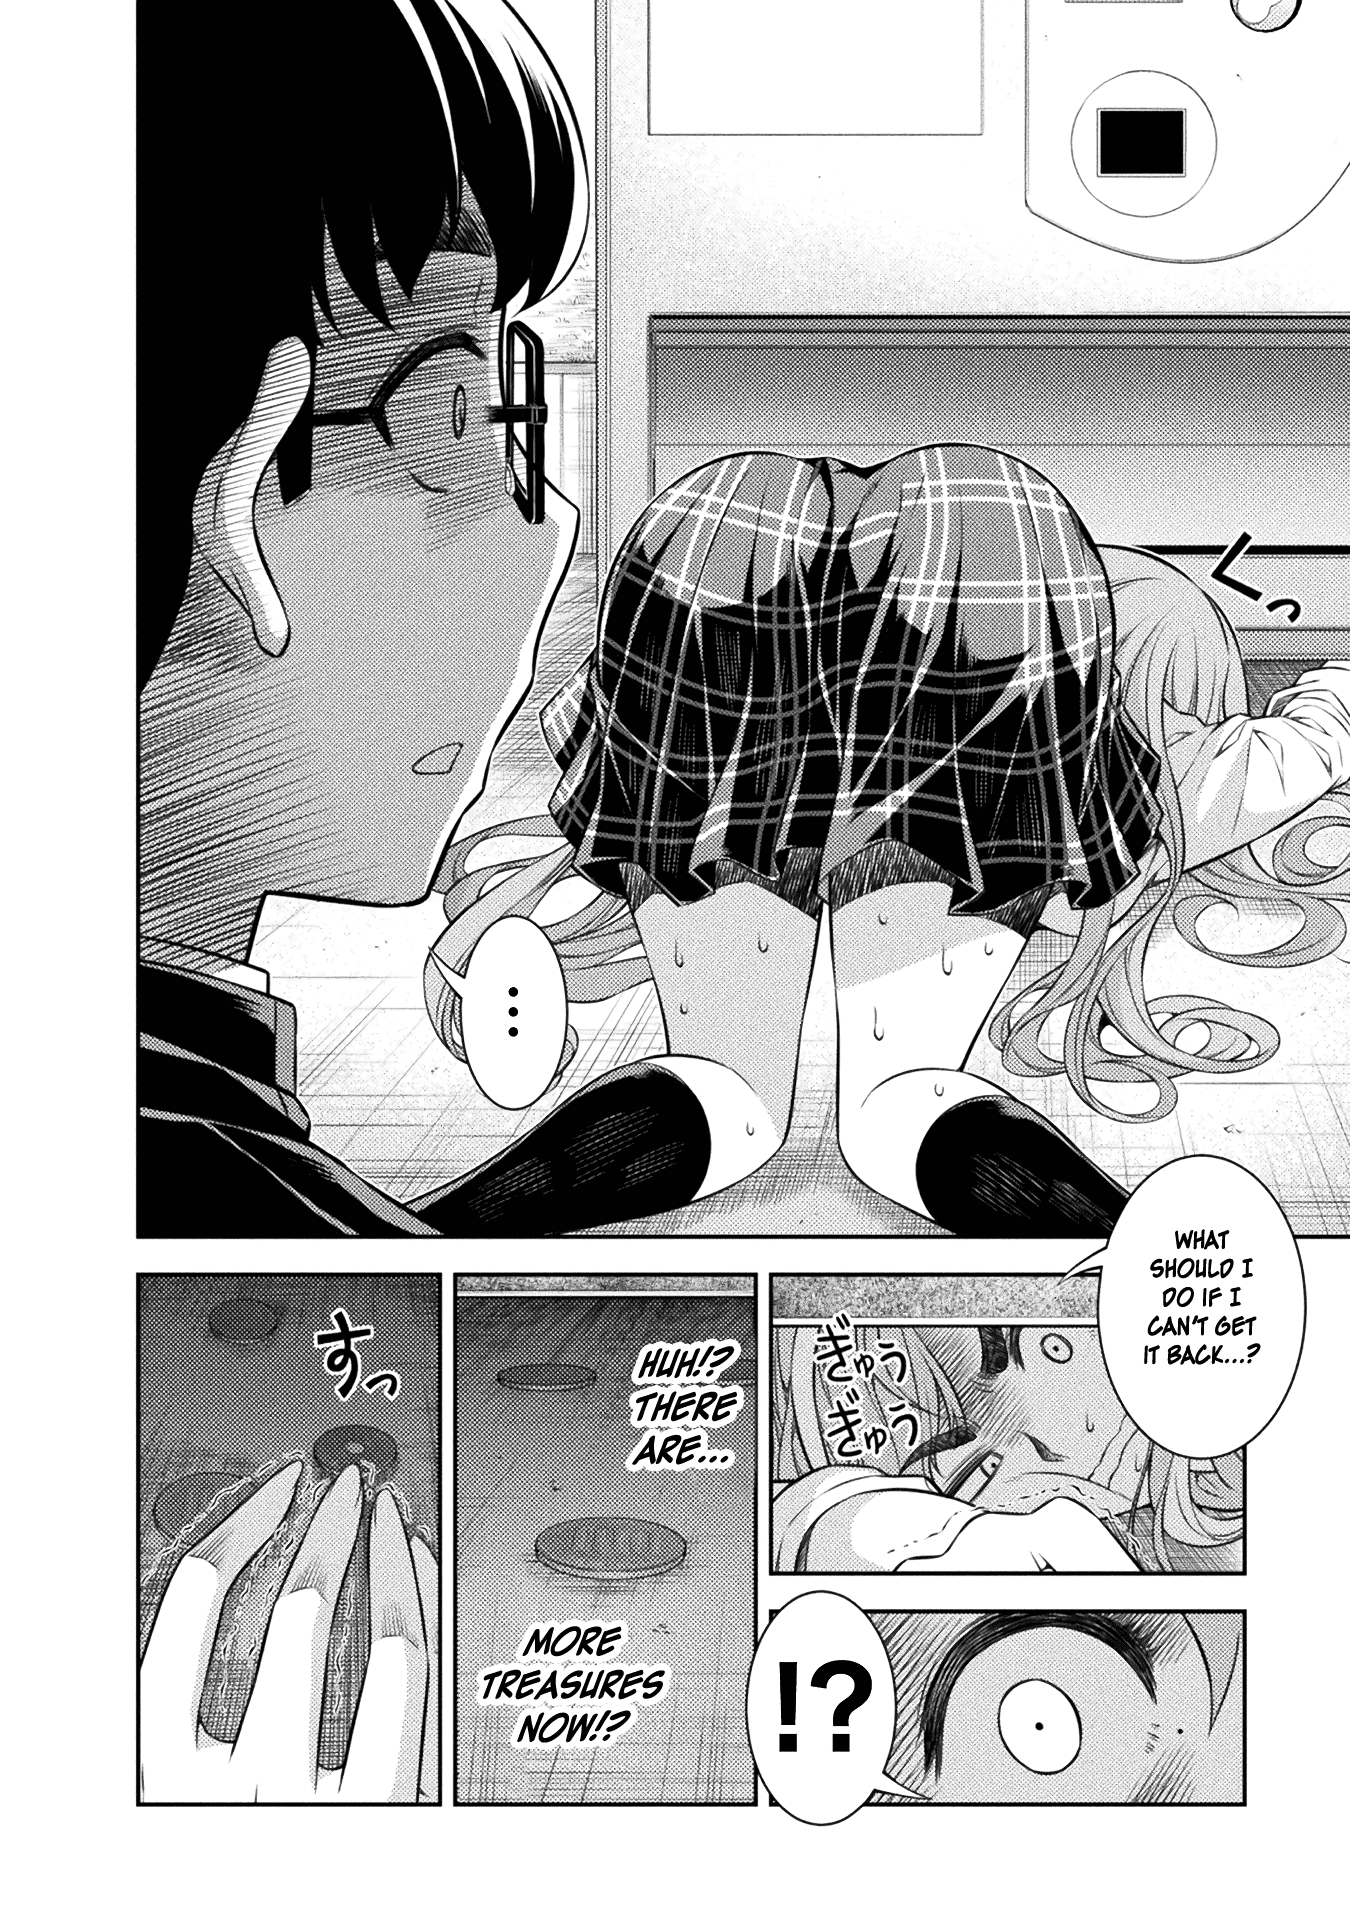 くっ
...
WHAT
SHOULD I
DO IF I
CAN'T GET
IT BACK...?
ぎゅう
ぎゅう
!?
HUH!?
THERE
ARE...
MORE
TREASURES
NOW!?
すっ